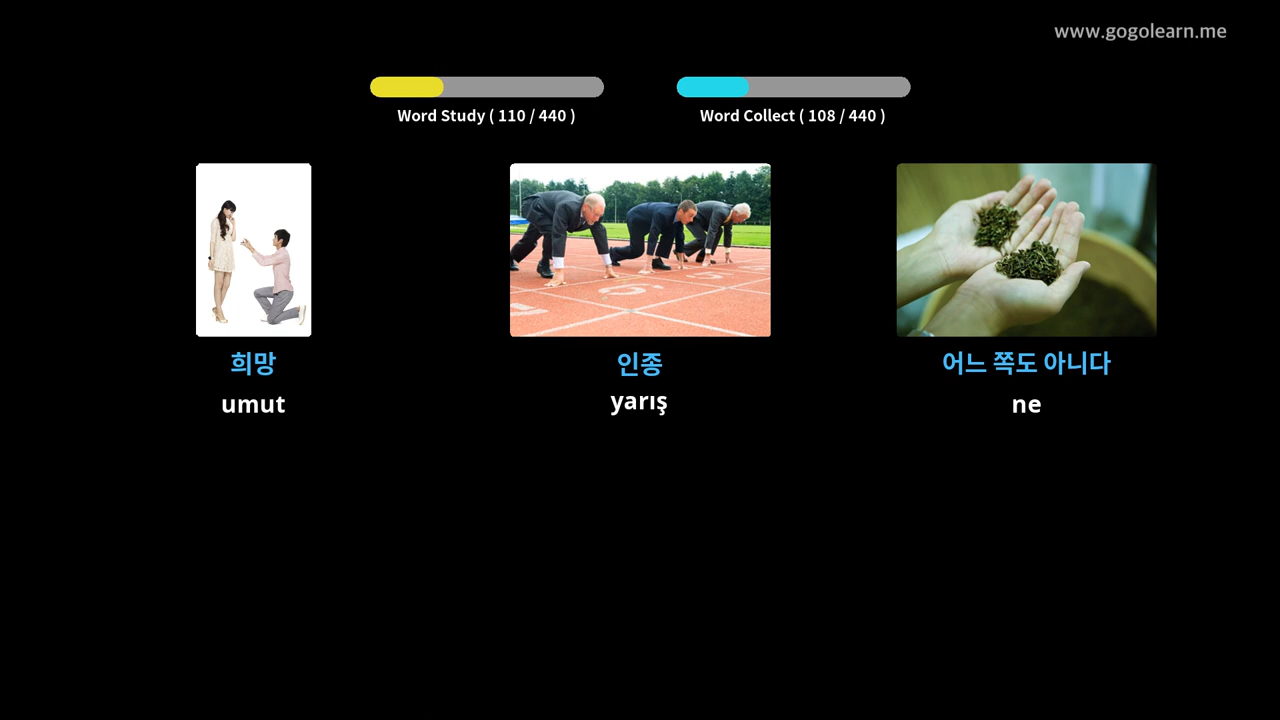 www.gogolearn.me
Word Study ( 110 / 440 )
Word Collect ( 108 / 440 )
희망
umut
인종
yarış
어느 쪽도 아니다
ne